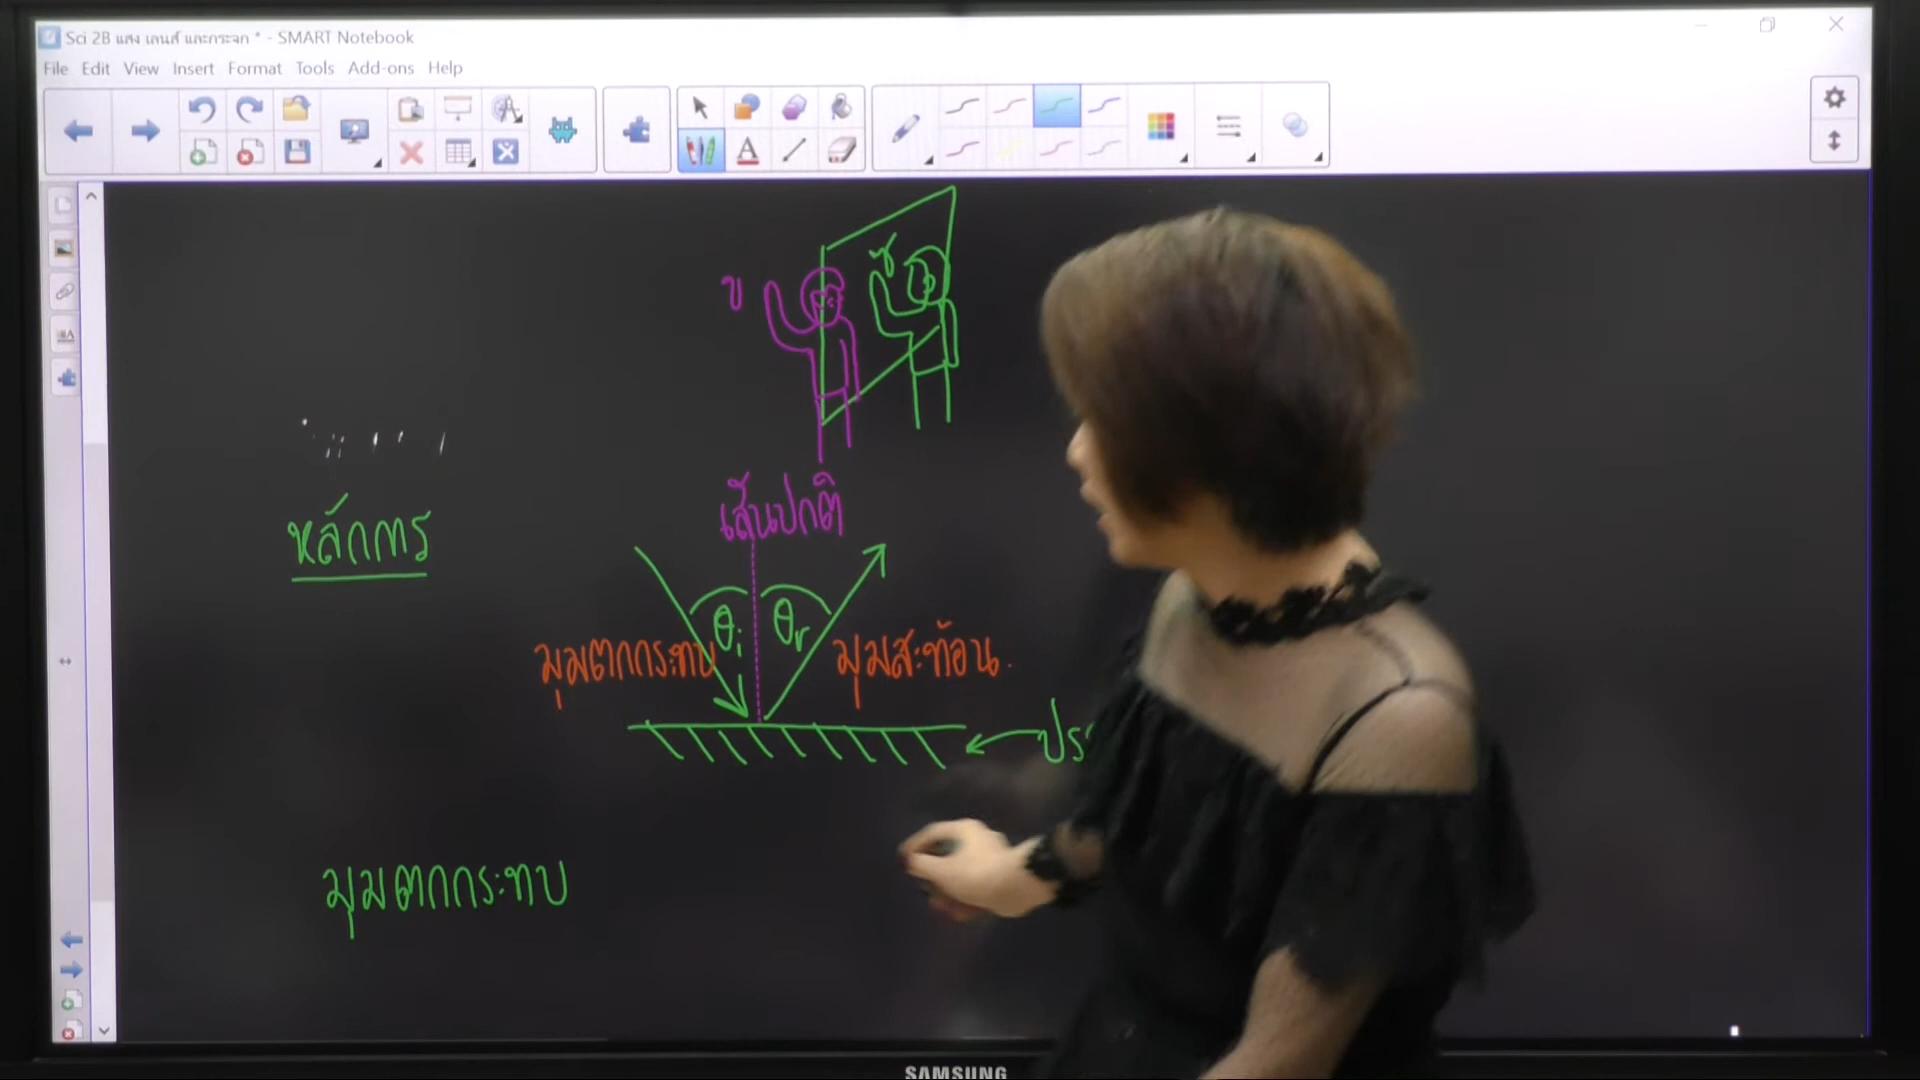 Sci 2B แสง เลนส์ และกระจก * - SMART Notebook
File Edit View Insert Format Tools Add-ons Help
ข
ซ
เส้นปกติ
หลักการ
θi
θr
มุมตกกระทบ
มุมสะท้อน
มุมตกกระทบ
SAMSUNG